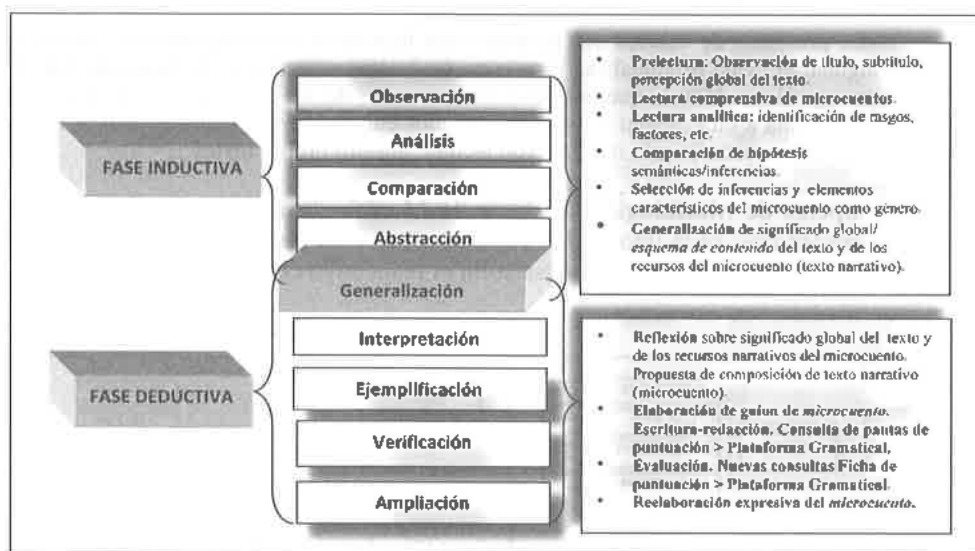 FASE INDUCTIVA
Observación
Análisis
Comparación
Abstracción
Generalización
• Prelectura: Observación de título, subtítulo,
percepción global del texto.
• Lectura comprensiva de microcuentos.
• Lectura analítica: identificación de rasgos,
factores, etc.
• Comparación de hipótesis
semánticas/inferencias.
• Selección de inferencias y elementos
característicos del microcuento como género.
• Generalización de significado global/
esquema de contenido del texto y de los
recursos del microcuento (texto narrativo).
FASE DEDUCTIVA
Interpretación
Ejemplificación
Verificación
Ampliación
• Reflexión sobre significado global del texto y
de los recursos narrativos del microcuento.
Propuesta de composición de texto narrativo
(microcuento).
• Elaboración de guion de microcuento.
Escritura-redacción. Consulta de pautas de
puntuación > Plataforma Gramatical.
• Evaluación. Nuevas consultas Ficha de
puntuación > Plataforma Gramatical.
• Reelaboración expresiva del microcuento.